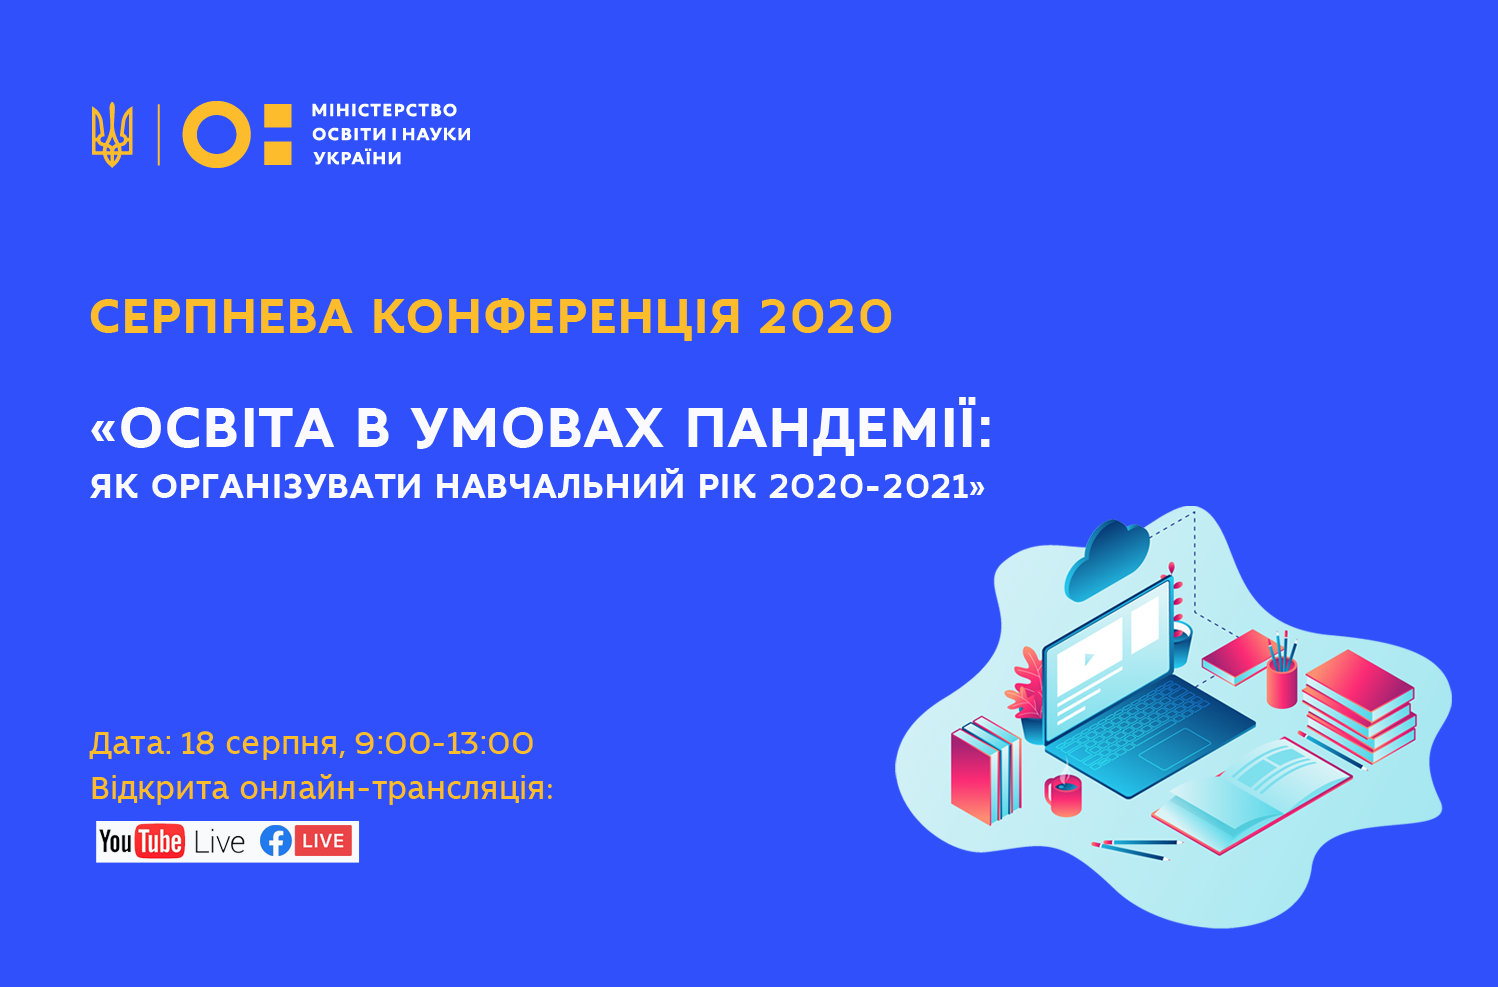 МІНІСТЕРСТВО
ОСВІТИ І НАУКИ
УКРАЇНИ
СЕРПНЕВА КОНФЕРЕНЦІЯ 2020
«ОСВІТА В УМОВАХ ПАНДЕМІЇ:
ЯК ОРГАНІЗУВАТИ НАВЧАЛЬНИЙ РІК 2020-2021»
Дата: 18 серпня, 9:00-13:00
Відкрита онлайн-трансляція:
YouTube Live f LIVE